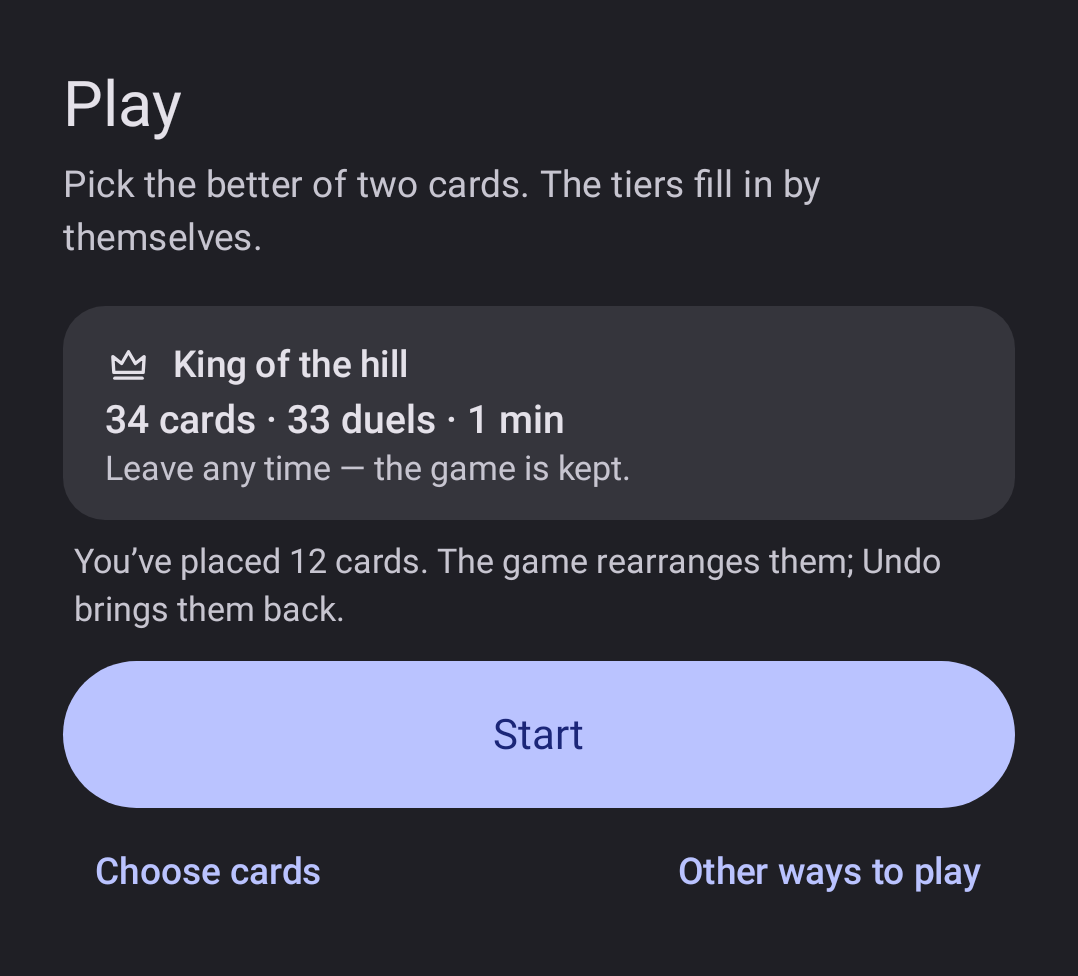 Play
Pick the better of two cards. The tiers fill in by
themselves.
King of the hill
34 cards · 33 duels · 1 min
Leave any time — the game is kept.
You’ve placed 12 cards. The game rearranges them; Undo
brings them back.
Start
Choose cards
Other ways to play